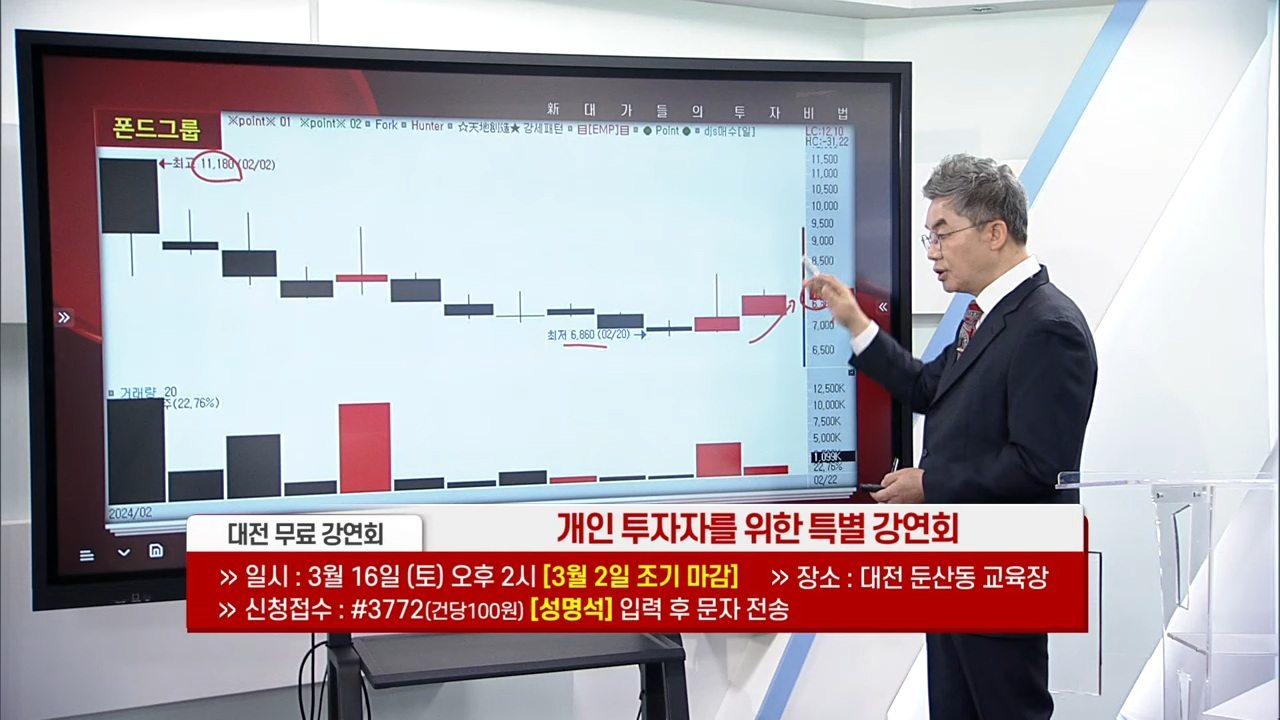 新 대 가 들 의 투 자 비 법
폰드그룹
※point※ 01 ※point※ 02 Fork Hunter ☆天地創造★ 강세패턴 [EMP] Point djs매수[일]
LC:12.10
HC:-31.22
최고 11,180 (02/02)
11,500
11,000
10,500
10,000
9,500
9,000
8,500
7,000
6,500
최저 6,860 (02/20)
거래량 20
주(22.76%)
12,500K
10,000K
7,500K
5,000K
1,099K
22.76%
02/22
2024/02
대전 무료 강연회
개인 투자자를 위한 특별 강연회
» 일시 : 3월 16일 (토) 오후 2시 [3월 2일 조기 마감] » 장소 : 대전 둔산동 교육장
» 신청접수 : #3772(건당100원) [성명석] 입력 후 문자 전송